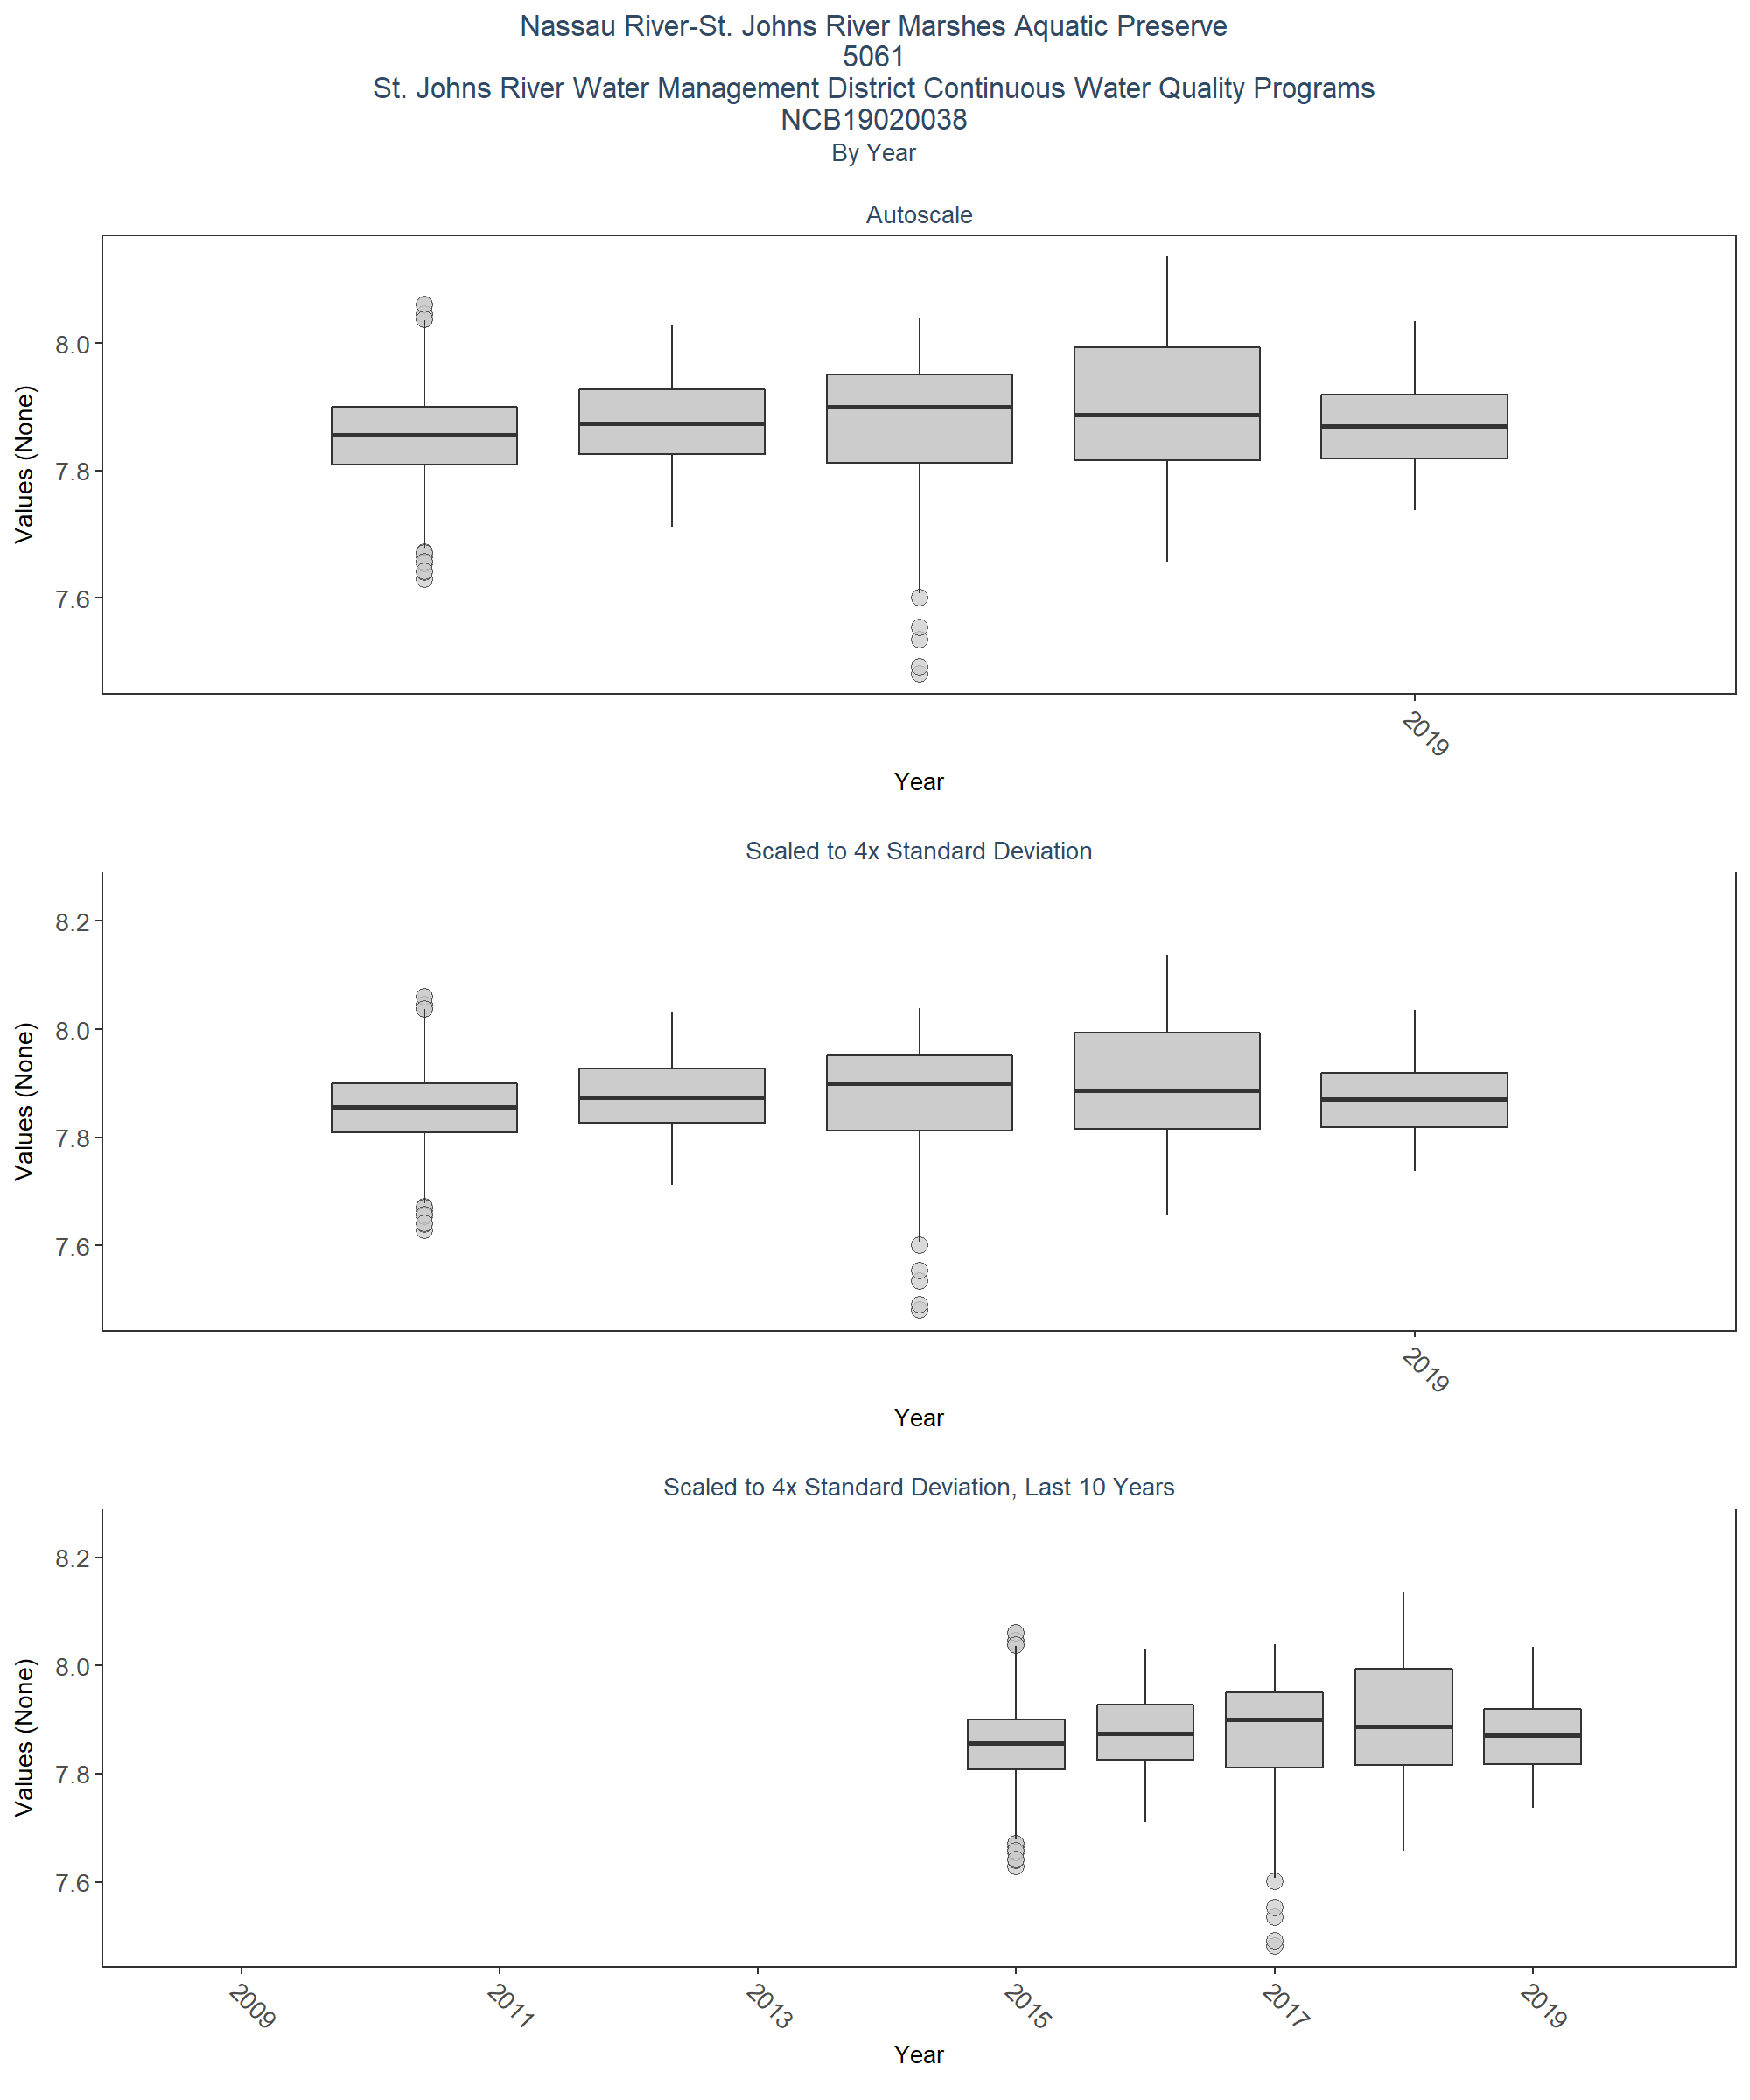 Nassau River-St. Johns River Marshes Aquatic Preserve
5061
St. Johns River Water Management District Continuous Water Quality Programs
NCB19020038
By Year
Autoscale
8.0
7.8
7.6
Values (None)
2019
Year
Scaled to 4x Standard Deviation
8.2
8.0
7.8
7.6
Values (None)
2019
Year
Scaled to 4x Standard Deviation, Last 10 Years
8.2
8.0
7.8
7.6
Values (None)
2009 2011 2013 2015 2017 2019
Year